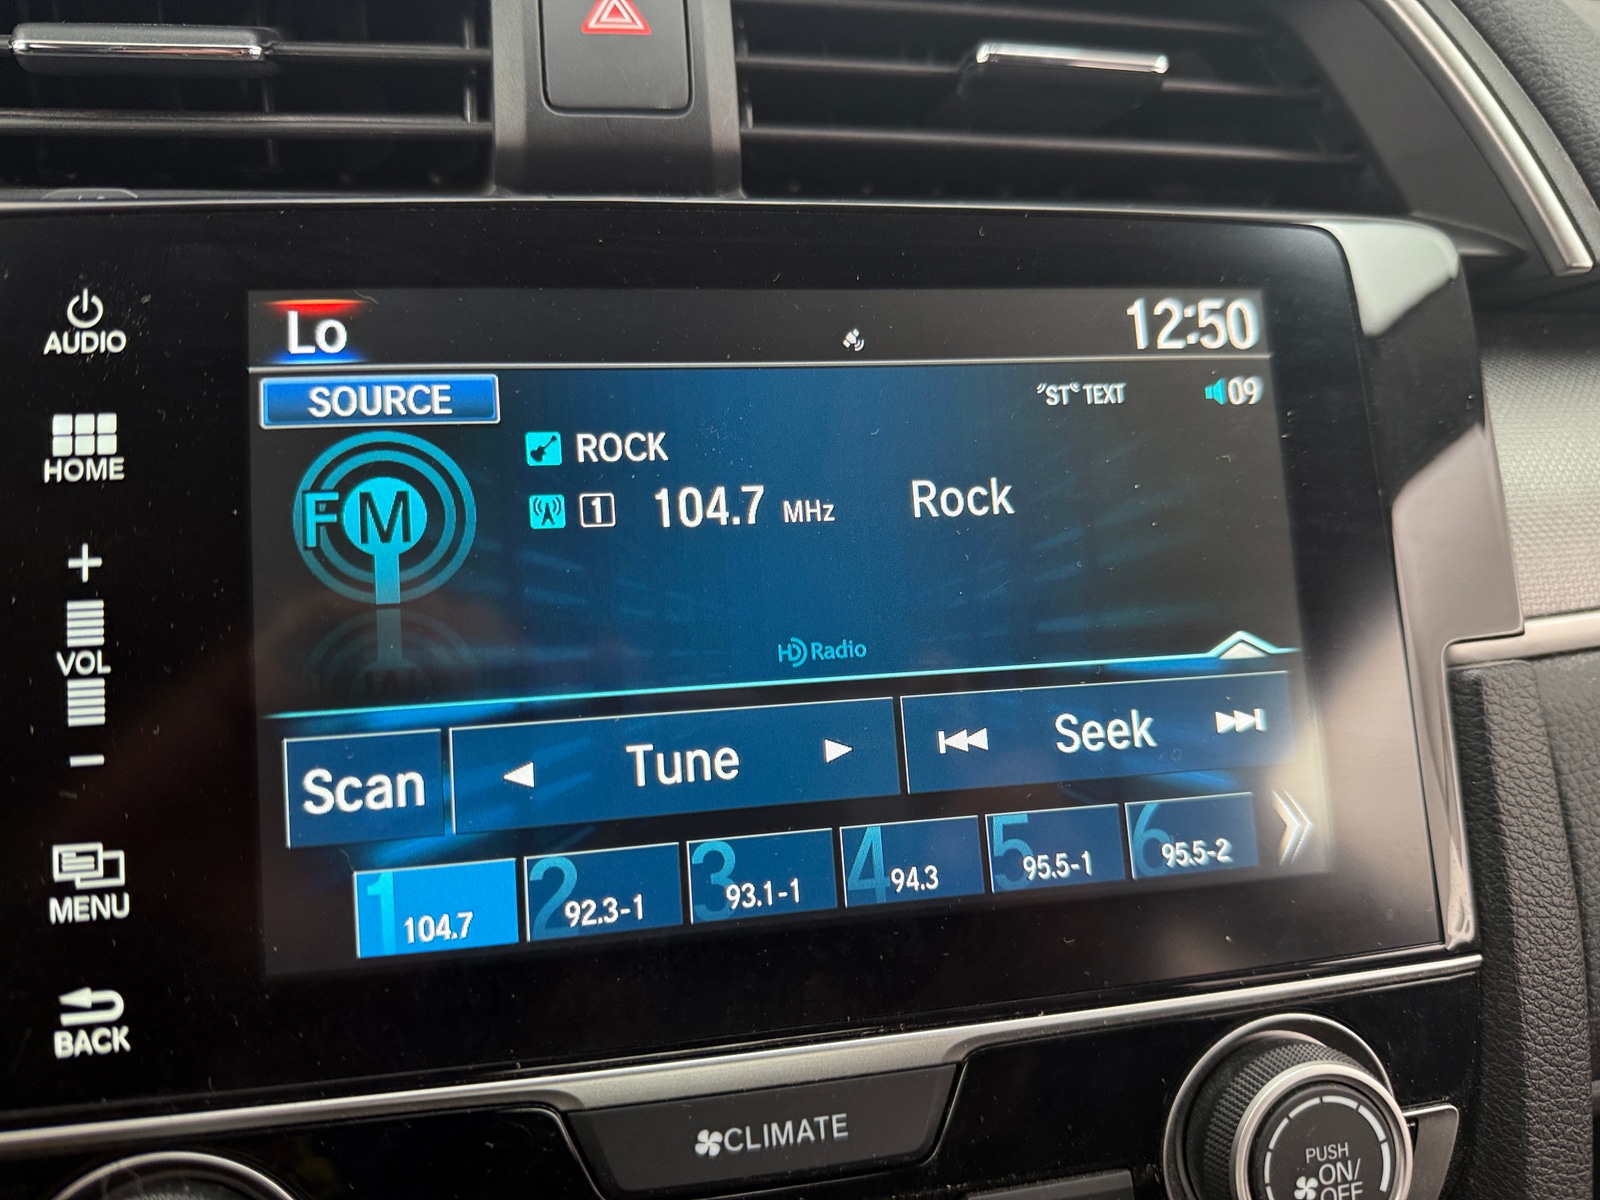 AUDIO
HOME
+
VOL
-
MENU
BACK
Lo
12:50
SOURCE
"ST" TEXT
09
FM
ROCK
1 104.7 MHz Rock
HD Radio
Scan
Tune
Seek
1 104.7
2 92.3-1
3 93.1-1
4 94.3
5 95.5-1
6 95.5-2
CLIMATE
PUSH
ON/
OFF